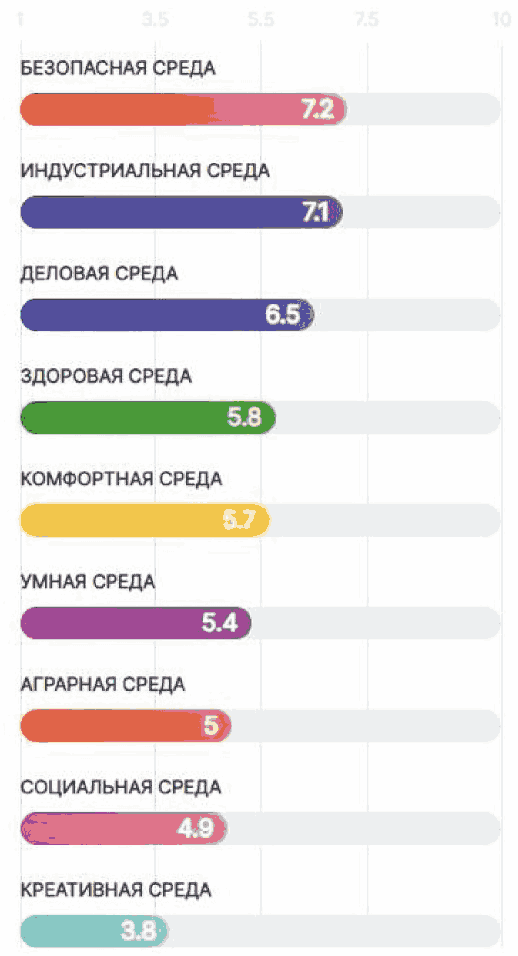 1 3.5 5.5 7.5 10
БЕЗОПАСНАЯ СРЕДА
7.2
ИНДУСТРИАЛЬНАЯ СРЕДА
7.1
ДЕЛОВАЯ СРЕДА
6.5
ЗДОРОВАЯ СРЕДА
5.8
КОМФОРТНАЯ СРЕДА
5.7
УМНАЯ СРЕДА
5.4
АГРАРНАЯ СРЕДА
5
СОЦИАЛЬНАЯ СРЕДА
4.9
КРЕАТИВНАЯ СРЕДА
3.8